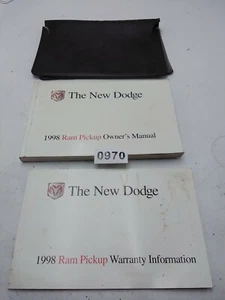 The New Dodge
1998 Ram Pickup Owner's Manual
0970
The New Dodge
1998 Ram Pickup Warranty Information